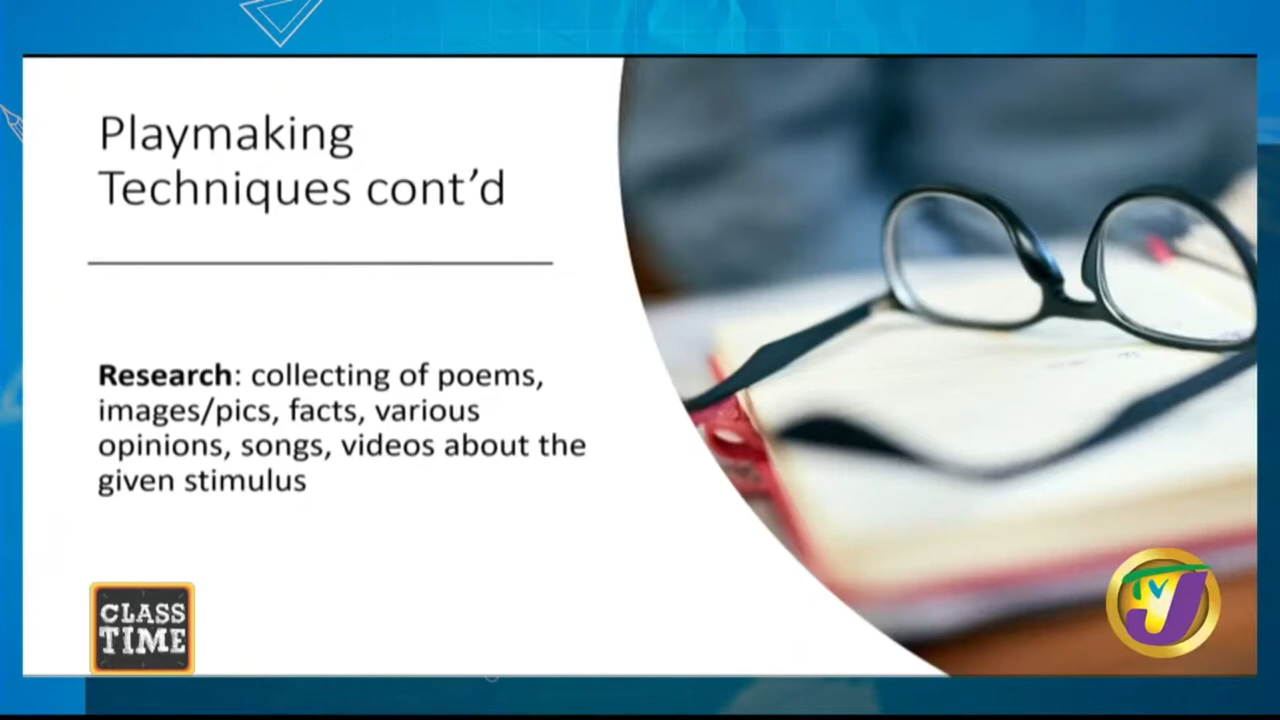 Playmaking
Techniques cont’d
Research: collecting of poems,
images/pics, facts, various
opinions, songs, videos about the
given stimulus
CLASS
TIME
TVJ